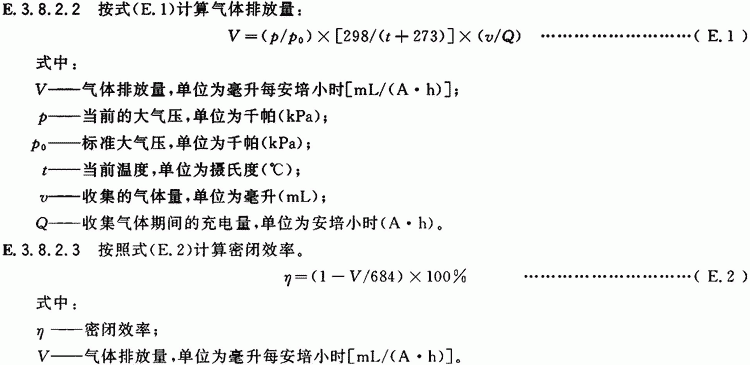 E.3.8.2.2 按式(E.1)计算气体排放量:
V=(p/p₀)×[298/(t+273)]×(v/Q) …………………………( E.1 )
式中:
V——气体排放量,单位为毫升每安培小时[mL/(A·h)];
p——当前的大气压,单位为千帕(kPa);
p₀——标准大气压,单位为千帕(kPa);
t——当前温度,单位为摄氏度(℃);
v——收集的气体量,单位为毫升(mL);
Q——收集气体期间的充电量,单位为安培小时(A·h)。
E.3.8.2.3 按照式(E.2)计算密闭效率。
η=(1-V/684)×100% ……………………………( E.2 )
式中:
η——密闭效率;
V——气体排放量,单位为毫升每安培小时[mL/(A·h)]。